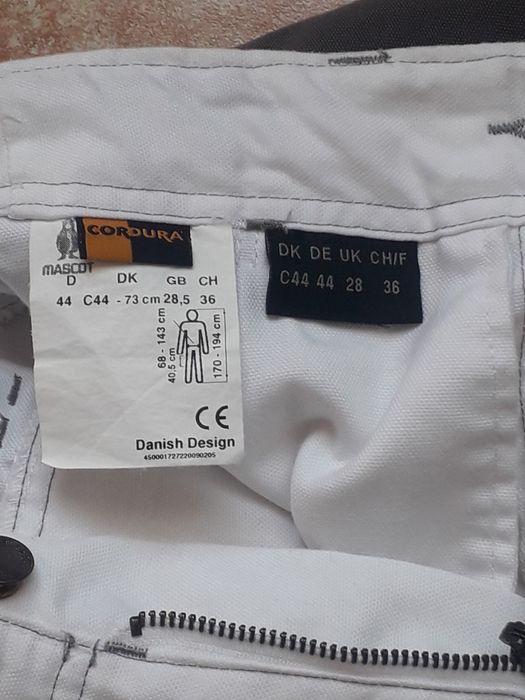 CORDURA
MASCOT
D DK GB CH
44 C44 - 73 cm 28,5 36
68 - 143 cm
40,5 cm
170 - 194 cm
CE
Danish Design
450001727220090205
DK DE UK CH/F
C44 44 28 36